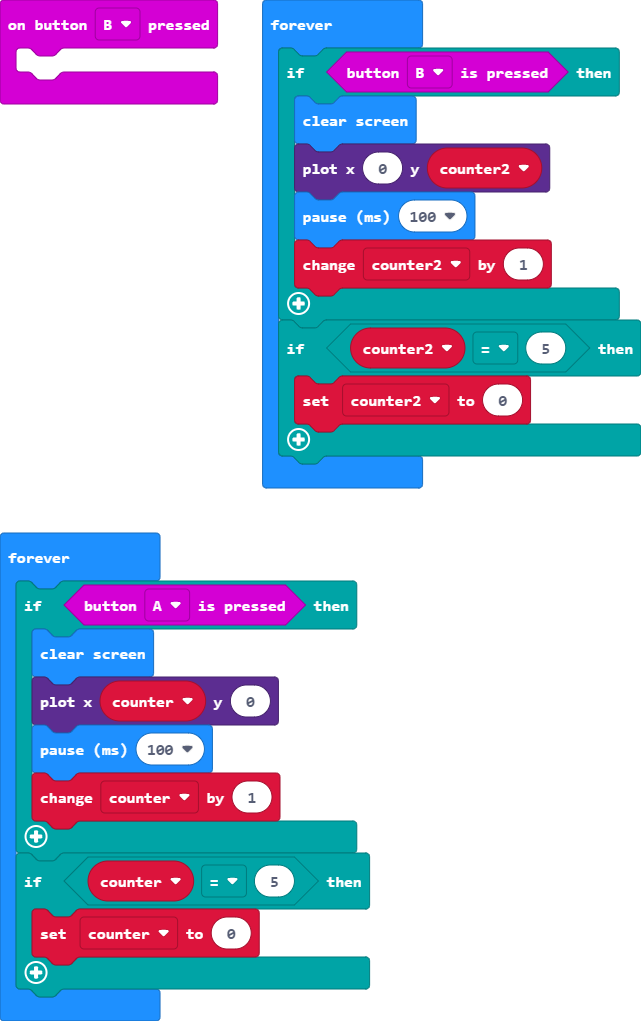 on button B pressed
forever
if button B is pressed then
clear screen
plot x 0 y counter2
pause (ms) 100
change counter2 by 1
if counter2 = 5 then
set counter2 to 0
forever
if button A is pressed then
clear screen
plot x counter y 0
pause (ms) 100
change counter by 1
if counter = 5 then
set counter to 0